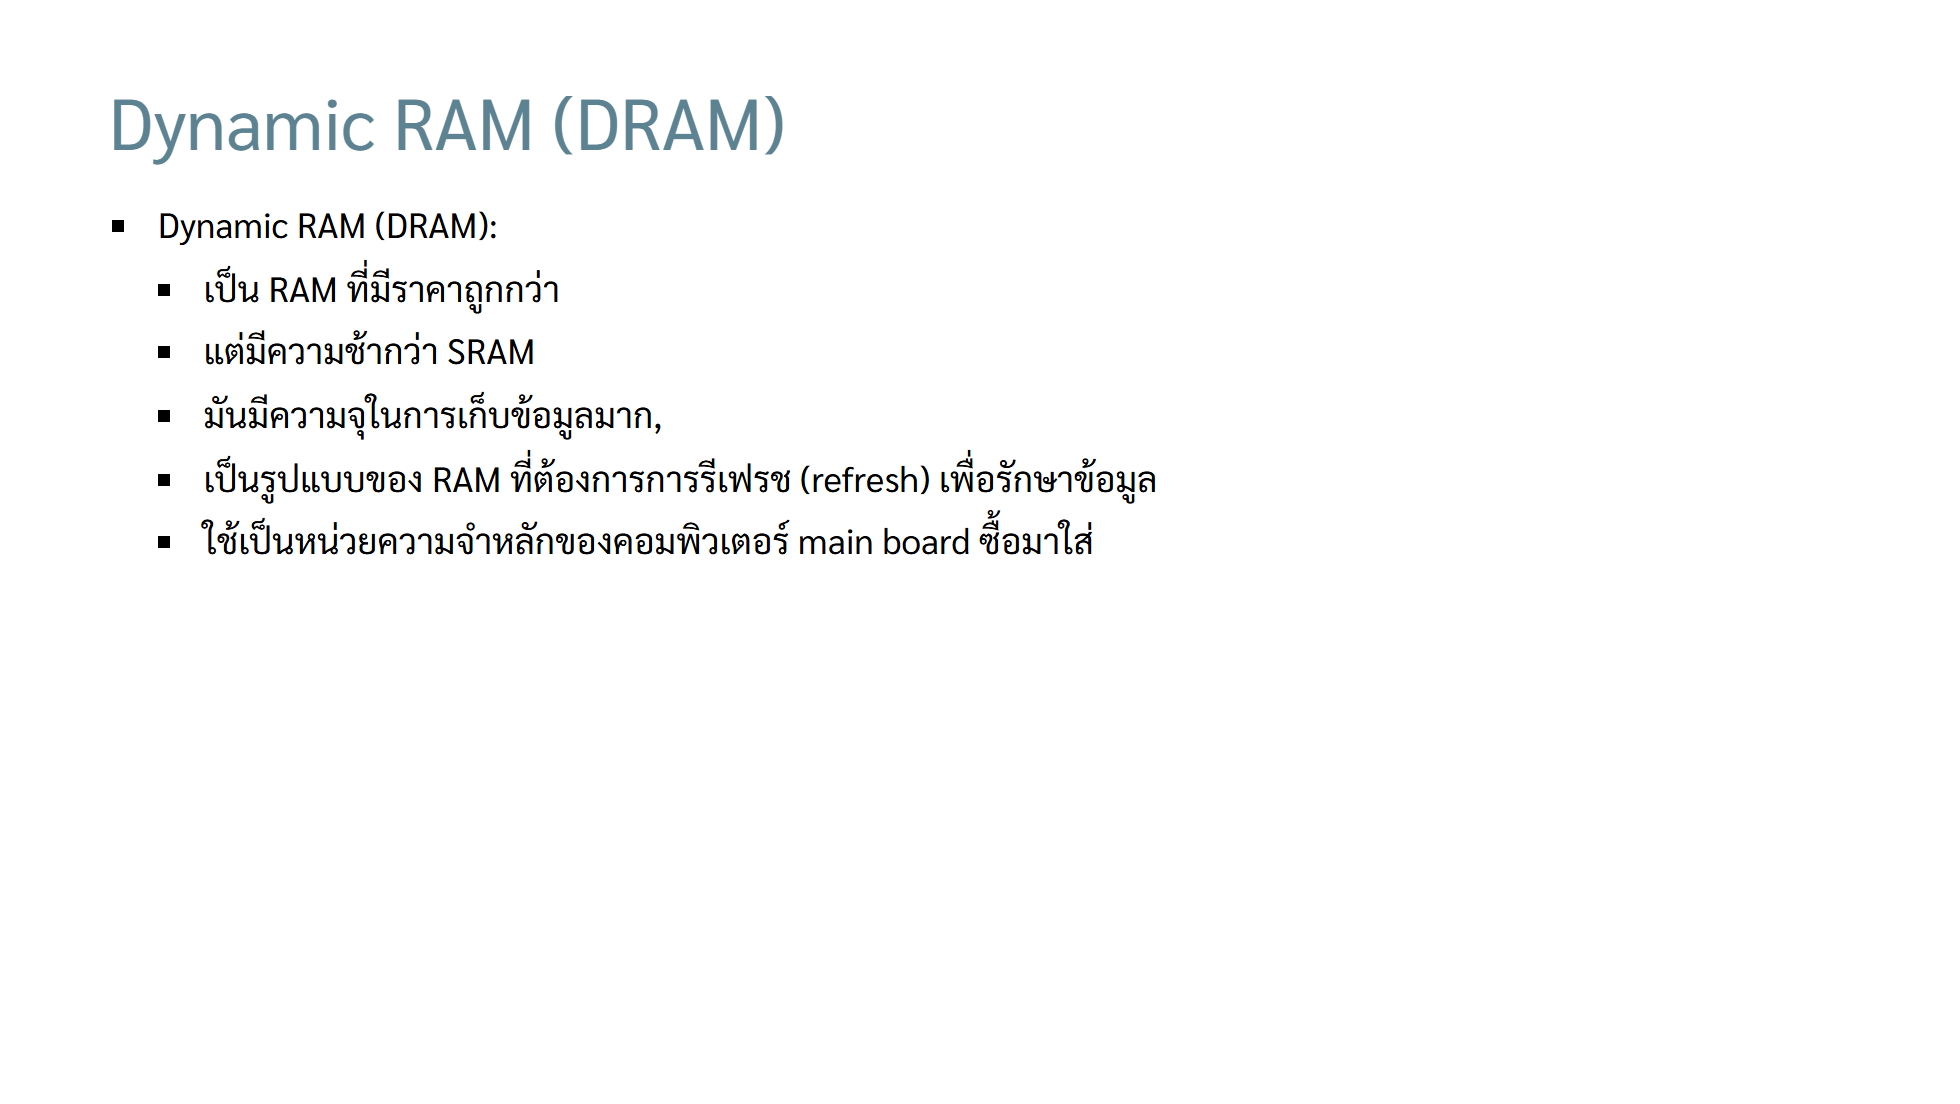 Dynamic RAM (DRAM)
▪ Dynamic RAM (DRAM):
▪ เป็น RAM ที่มีราคาถูกกว่า
▪ แต่มีความช้ากว่า SRAM
▪ มันมีความจุในการเก็บข้อมูลมาก,
▪ เป็นรูปแบบของ RAM ที่ต้องการการรีเฟรช (refresh) เพื่อรักษาข้อมูล
▪ ใช้เป็นหน่วยความจำหลักของคอมพิวเตอร์ main board ซื้อมาใส่